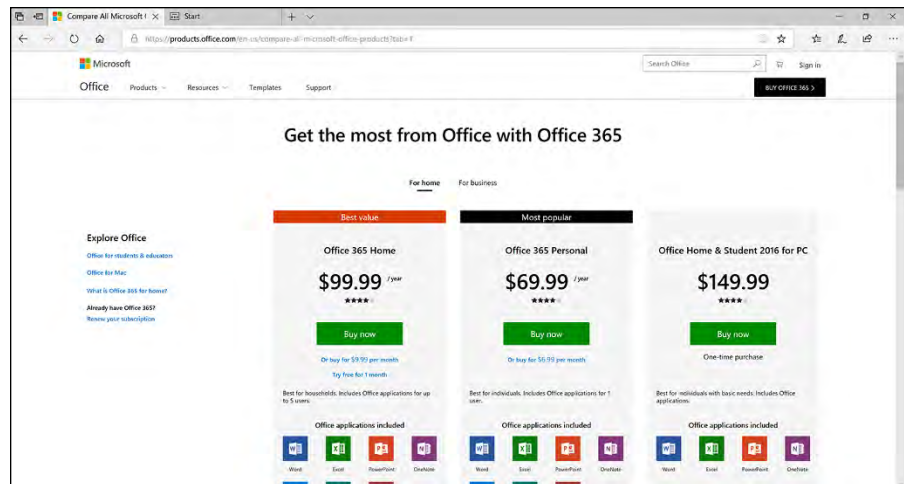 Compare All Microsoft
Start
https://products.office.com/en-us/compare-all-microsoft-office-products?tab=1
Microsoft
Search Office
Sign in
Office
Products
Resources
Templates
Support
BUY OFFICE 365 >
Get the most from Office with Office 365
For home
For business
Best value
Most popular
Explore Office
Office for students & educators
Office for Mac
What is Office 365 for home?
Already have Office 365?
Renew your subscription
Office 365 Home
$99.99 / year
Buy now
Or buy for $9.99 per month
Try free for 1 month
Best for households. Includes Office applications for up
to 5 users.
Office applications included
Word
Excel
PowerPoint
OneNote
Office 365 Personal
$69.99 / year
Buy now
Or buy for $6.99 per month
Best for individuals. Includes Office applications for 1
user.
Office applications included
Word
Excel
PowerPoint
OneNote
Office Home & Student 2016 for PC
$149.99
Buy now
One-time purchase
Best for individuals with basic needs. Includes Office
applications.
Office applications included
Word
Excel
PowerPoint
OneNote